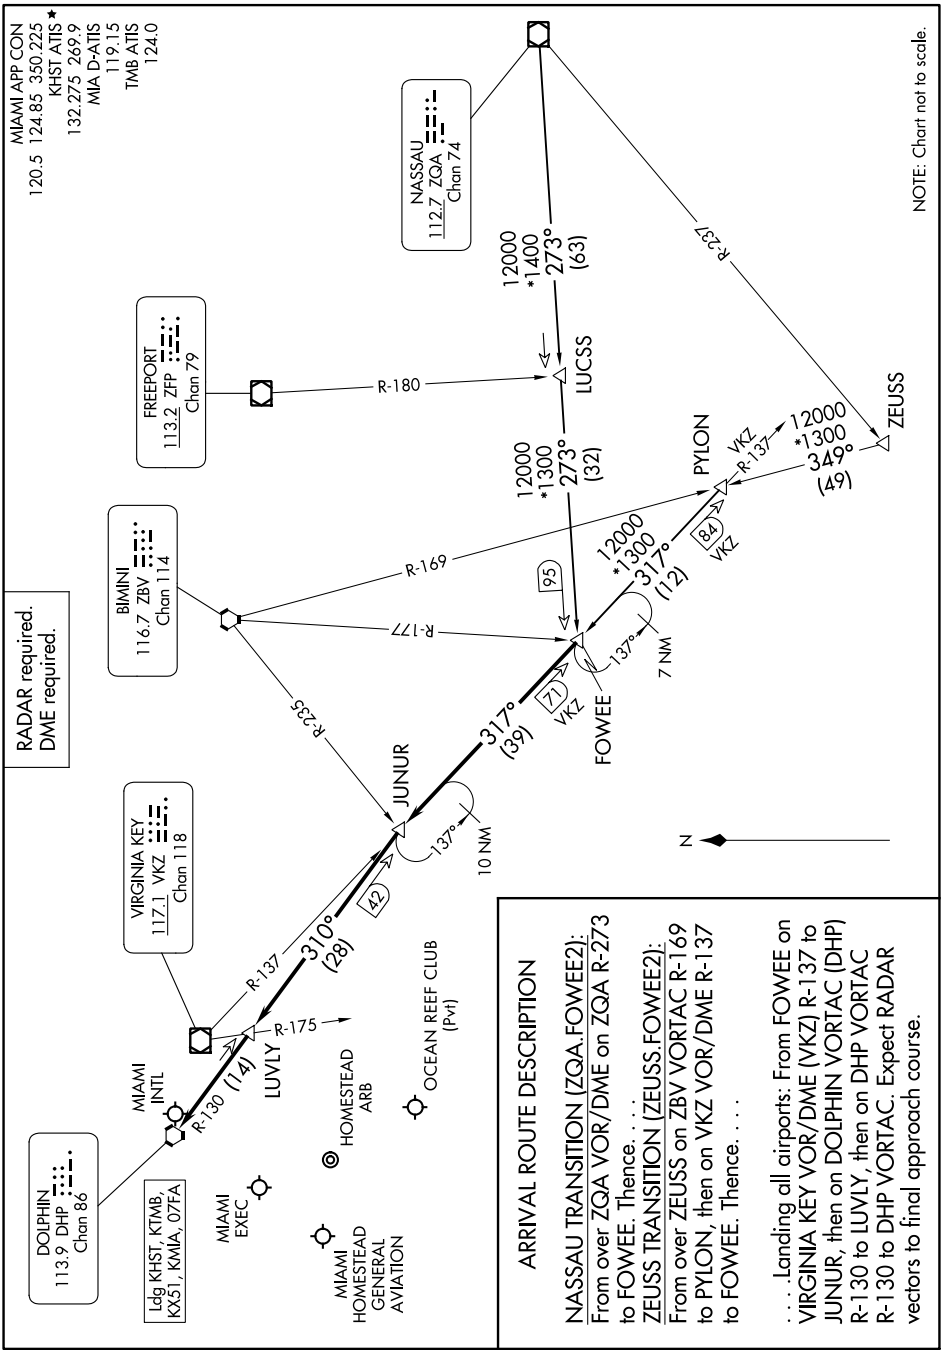 MIAMI APP CON
120.5 124.85 350.225
KHST ATIS★
132.275 269.9
MIA D-ATIS
119.15
TMB ATIS
124.0
RADAR required.
DME required.
DOLPHIN
113.9 DHP
Chan 86
VIRGINIA KEY
117.1 VKZ
Chan 118
BIMINI
116.7 ZBV
Chan 114
FREEPORT
113.2 ZFP
Chan 79
NASSAU
112.7 ZQA
Chan 74
Ldg KHST, KTMB,
KX51, KMIA, 07FA
MIAMI
INTL
MIAMI
EXEC
HOMESTEAD
ARB
MIAMI
HOMESTEAD
GENERAL
AVIATION
OCEAN REEF CLUB
(Pvt)
R-130
(14)
LUVLY
R-175
R-137
310°
(28)
42
JUNUR
137°
10 NM
R-235
317°
(39)
71
VKZ
FOWEE
137°
7 NM
R-177
R-169
95
12000
*1300
317°
(12)
84
VKZ
PYLON
VKZ
R-137
12000
*1300
349°
(49)
ZEUSS
12000
*1300
273°
(32)
LUCSS
R-180
12000
*1400
273°
(63)
R-237
N
NOTE: Chart not to scale.
ARRIVAL ROUTE DESCRIPTION
NASSAU TRANSITION (ZQA.FOWEE2):
From over ZQA VOR/DME on ZQA R-273
to FOWEE. Thence. . . .
ZEUSS TRANSITION (ZEUSS.FOWEE2):
From over ZEUSS on ZBV VORTAC R-169
to PYLON, then on VKZ VOR/DME R-137
to FOWEE. Thence. . . .
. . . .Landing all airports: From FOWEE on
VIRGINIA KEY VOR/DME (VKZ) R-137 to
JUNUR, then on DOLPHIN VORTAC (DHP)
R-130 to LUVLY, then on DHP VORTAC
R-130 to DHP VORTAC. Expect RADAR
vectors to final approach course.